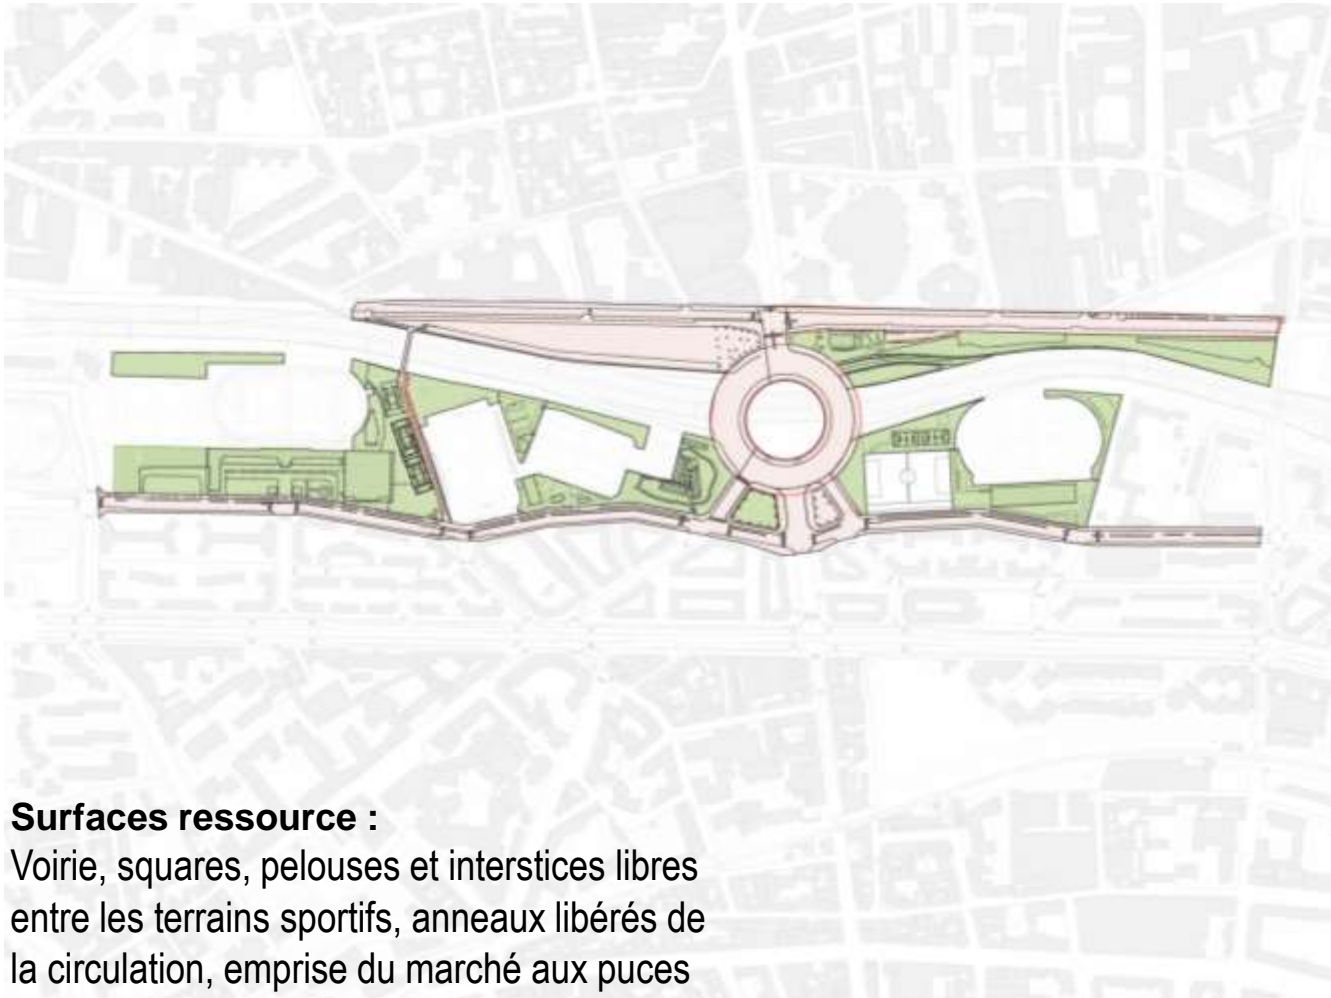 Surfaces ressource :
Voirie, squares, pelouses et interstices libres
entre les terrains sportifs, anneaux libérés de
la circulation, emprise du marché aux puces